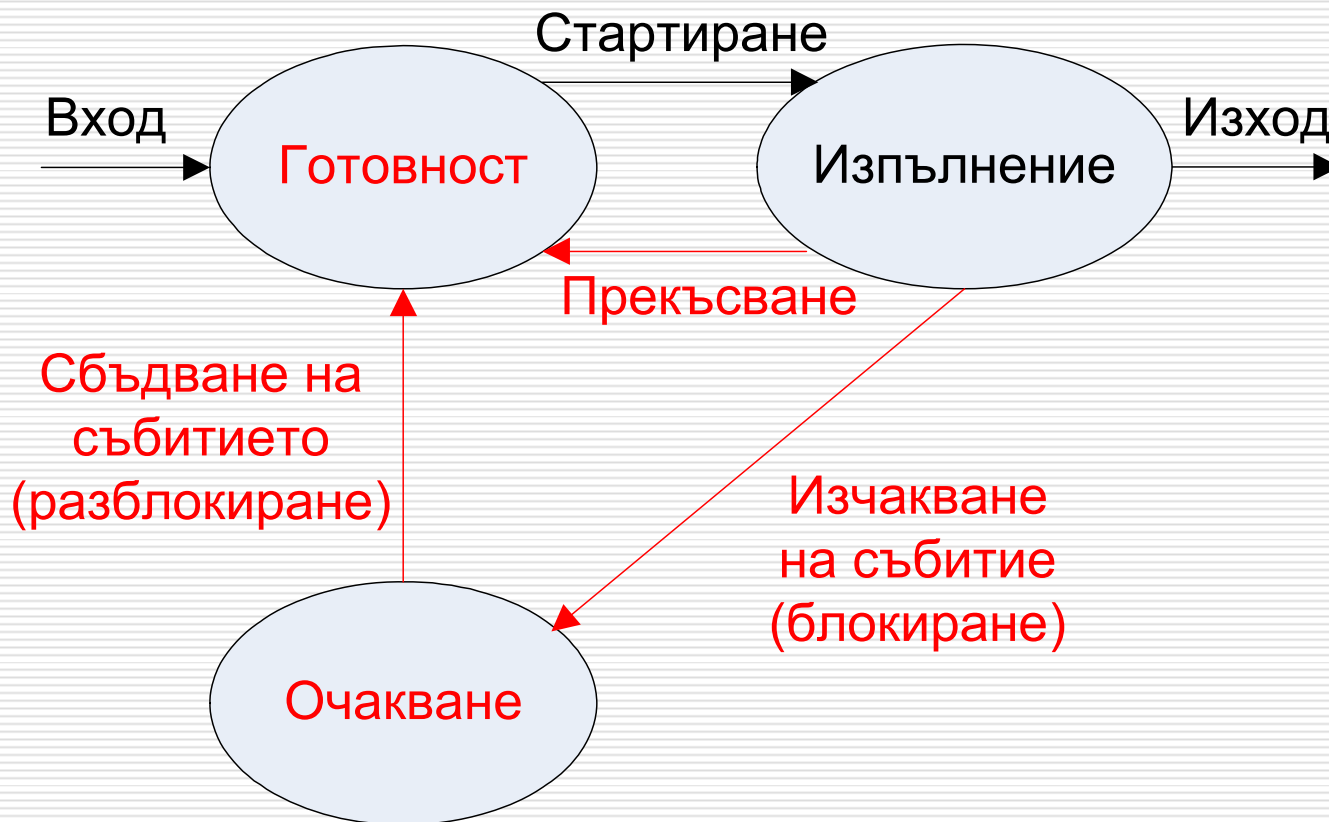 Стартиране
Вход
Изход
Готовност
Изпълнение
Прекъсване
Сбъдване на
събитието
(разблокиране)
Изчакване
на събитие
(блокиране)
Очакване